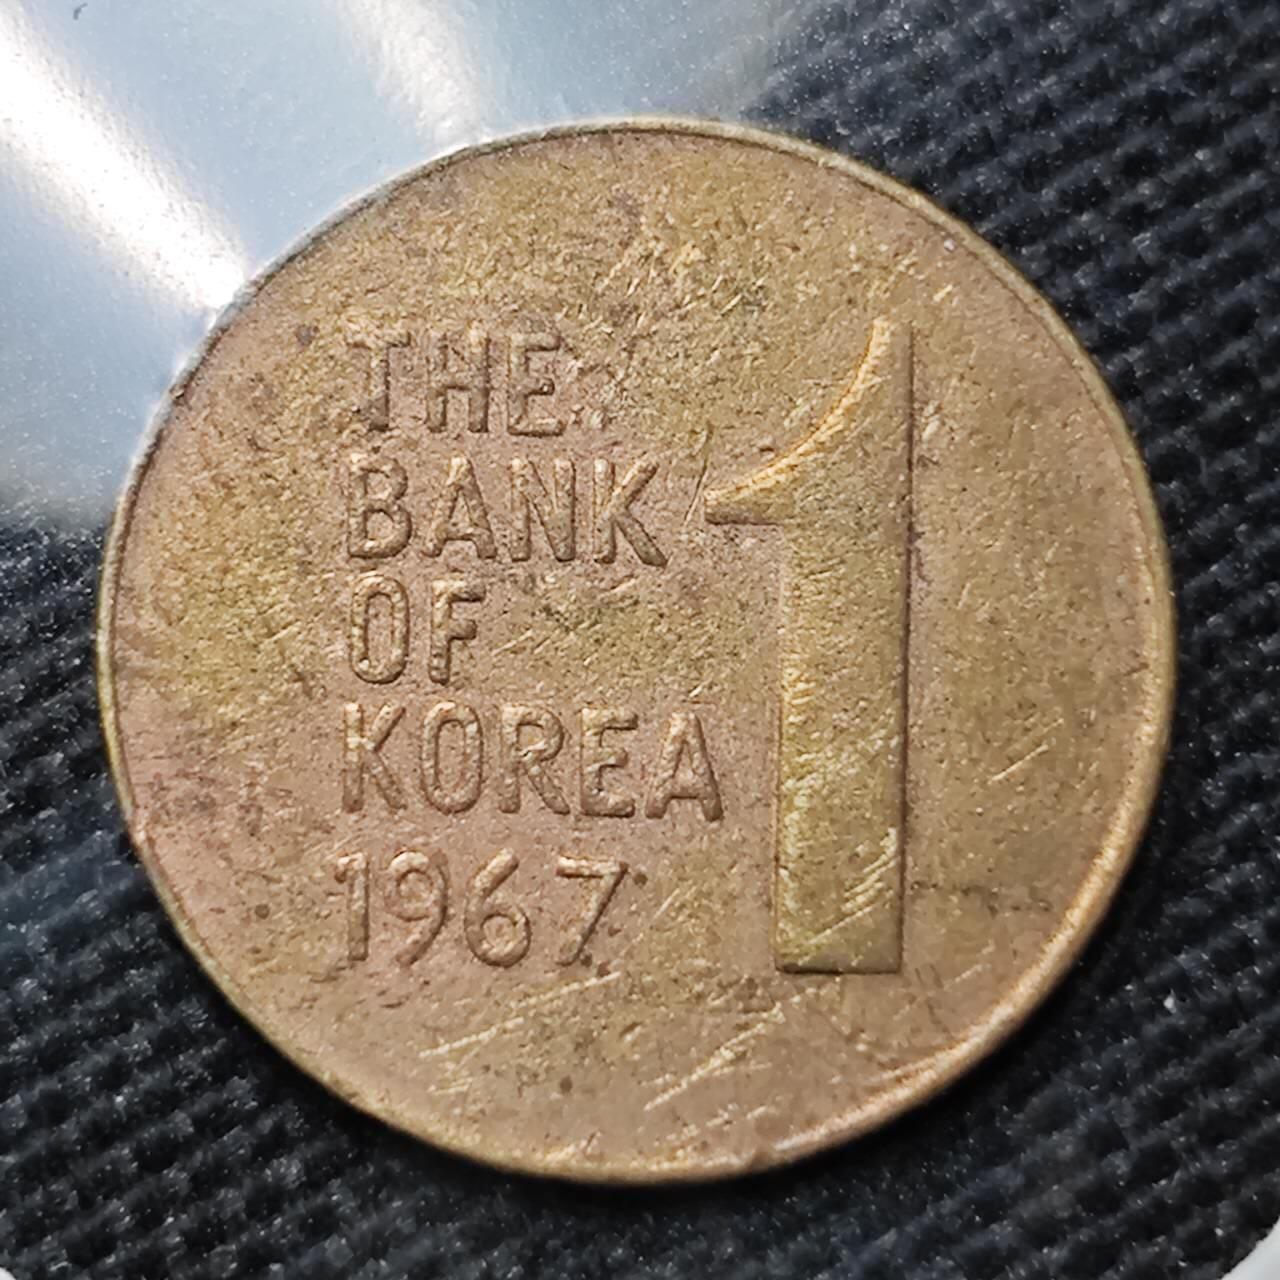 THE
BANK
OF
KOREA
1967
1